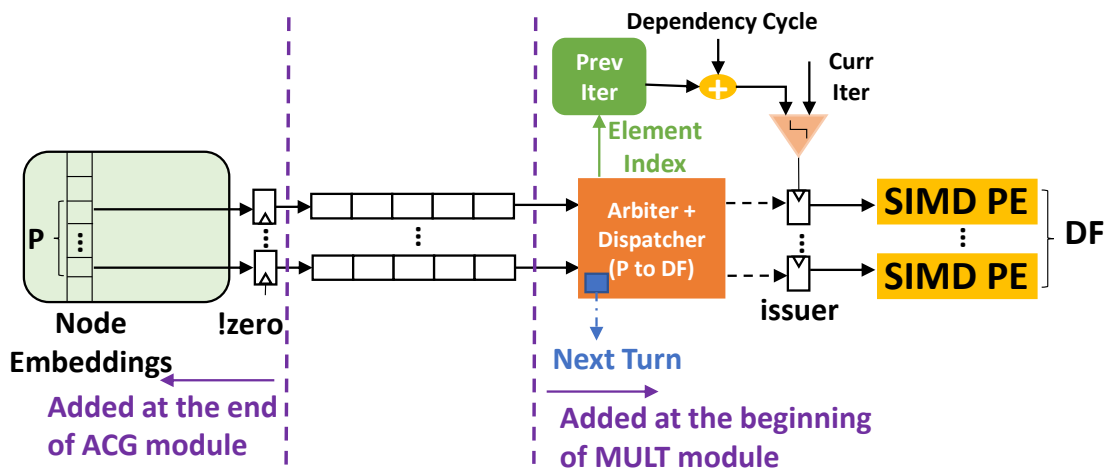 Dependency Cycle
Prev
Iter
+
Curr
Iter
Element
Index
P
Arbiter +
Dispatcher
(P to DF)
SIMD PE
SIMD PE
DF
Node
Embeddings
!zero
issuer
Next Turn
Added at the end
of ACG module
Added at the beginning
of MULT module